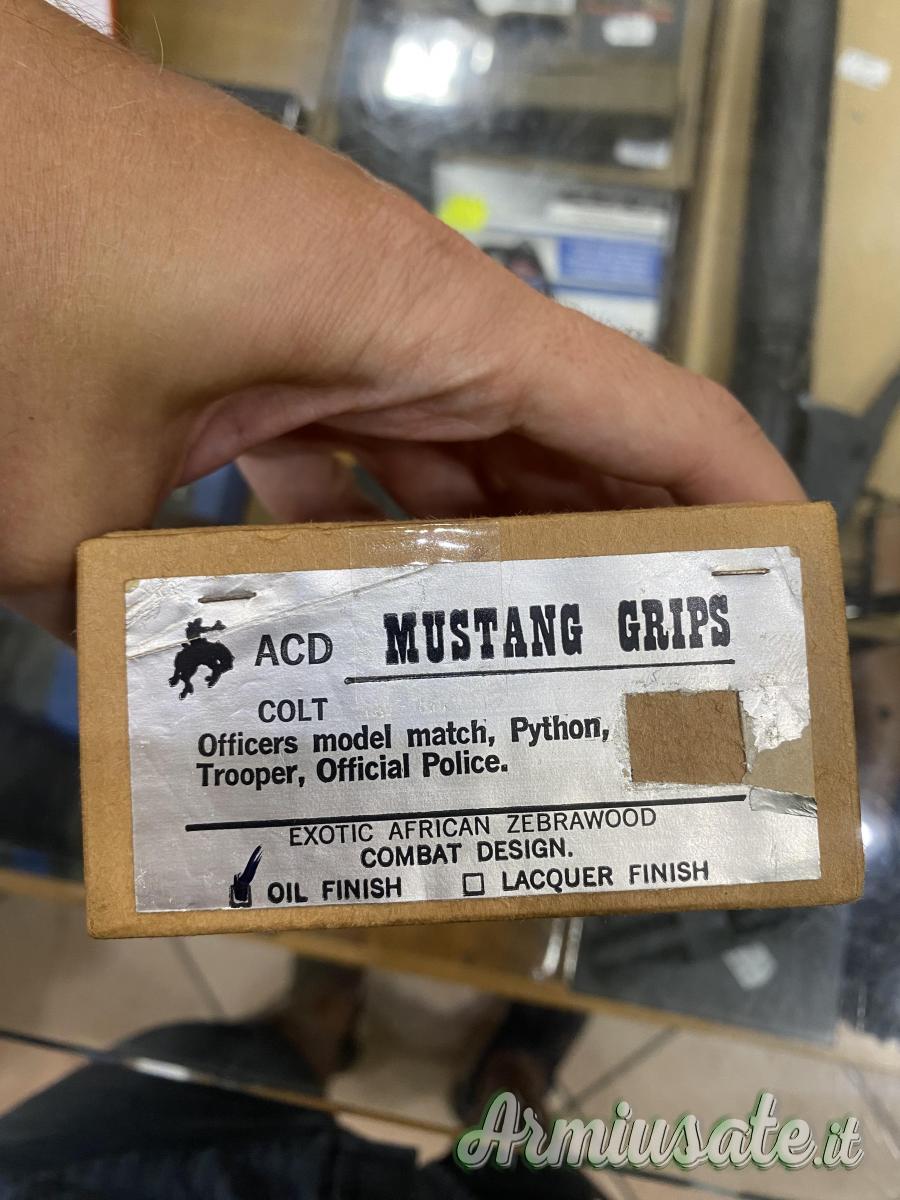 ACD MUSTANG GRIPS
COLT
Officers model match, Python,
Trooper, Official Police.
EXOTIC AFRICAN ZEBRAWOOD
COMBAT DESIGN.
OIL FINISH LACQUER FINISH
Armiusate.it